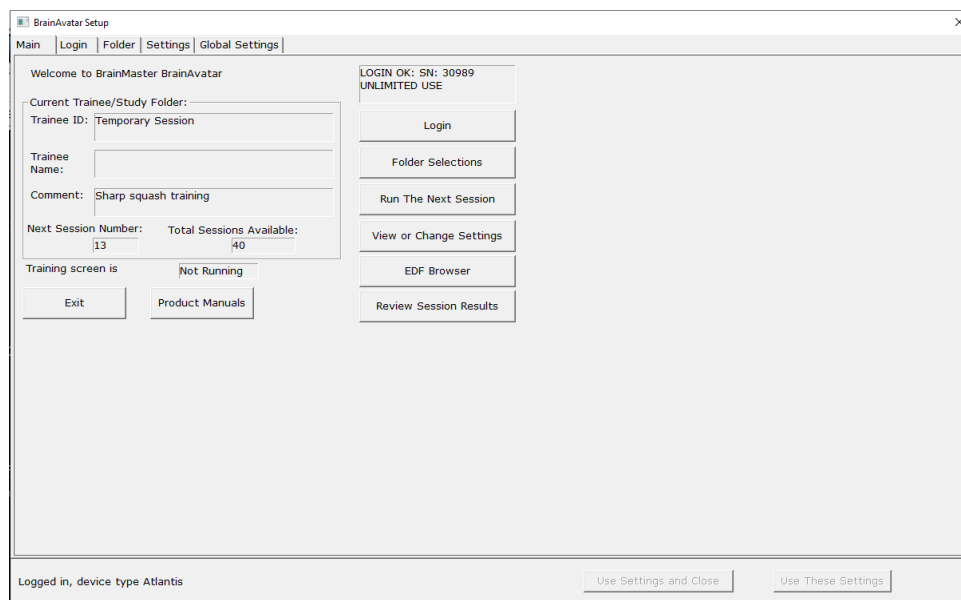 BrainAvatar Setup
Main Login Folder Settings Global Settings
Welcome to BrainMaster BrainAvatar
LOGIN OK: SN: 30989
UNLIMITED USE
Current Trainee/Study Folder:
Trainee ID: Temporary Session
Trainee
Name:
Comment: Sharp squash training
Next Session Number: Total Sessions Available:
13 40
Training screen is Not Running
Exit Product Manuals
Login
Folder Selections
Run The Next Session
View or Change Settings
EDF Browser
Review Session Results
Logged in, device type Atlantis
Use Settings and Close Use These Settings